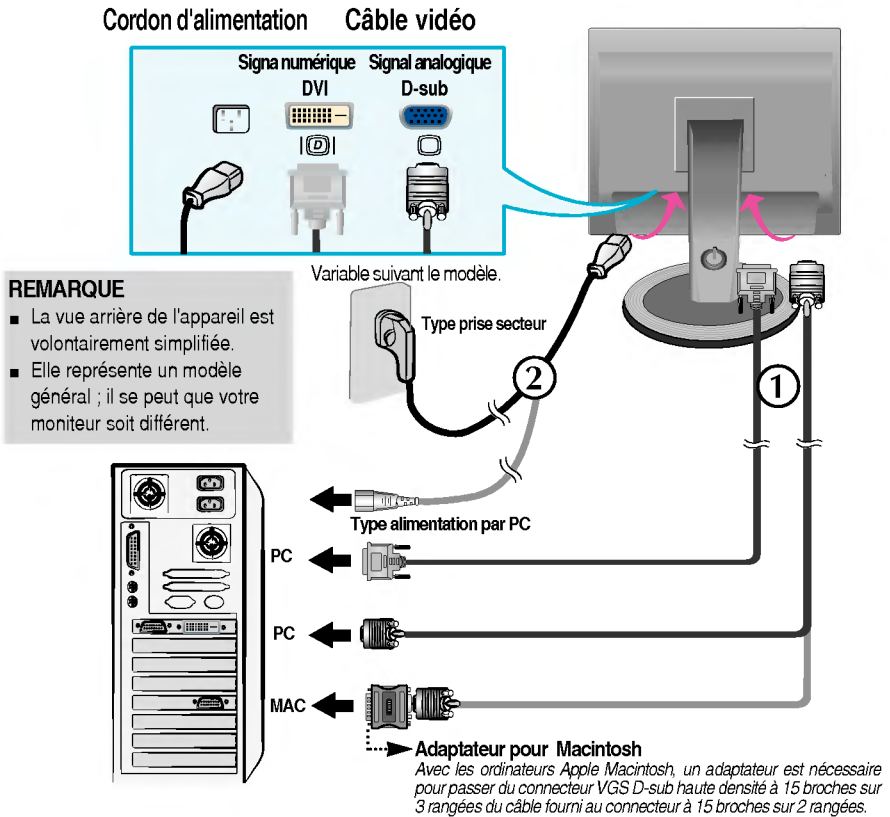 Cordon d'alimentation
Câble vidéo
Signa numérique
DVI
Signal analogique
D-sub
D
Variable suivant le modèle.
REMARQUE
■ La vue arrière de l'appareil est
volontairement simplifiée.
■ Elle représente un modèle
général ; il se peut que votre
moniteur soit différent.
Type prise secteur
2
1
Type alimentation par PC
PC
PC
MAC
Adaptateur pour Macintosh
Avec les ordinateurs Apple Macintosh, un adaptateur est nécessaire
pour passer du connecteur VGS D-sub haute densité à 15 broches sur
3 rangées du câble fourni au connecteur à 15 broches sur 2 rangées.